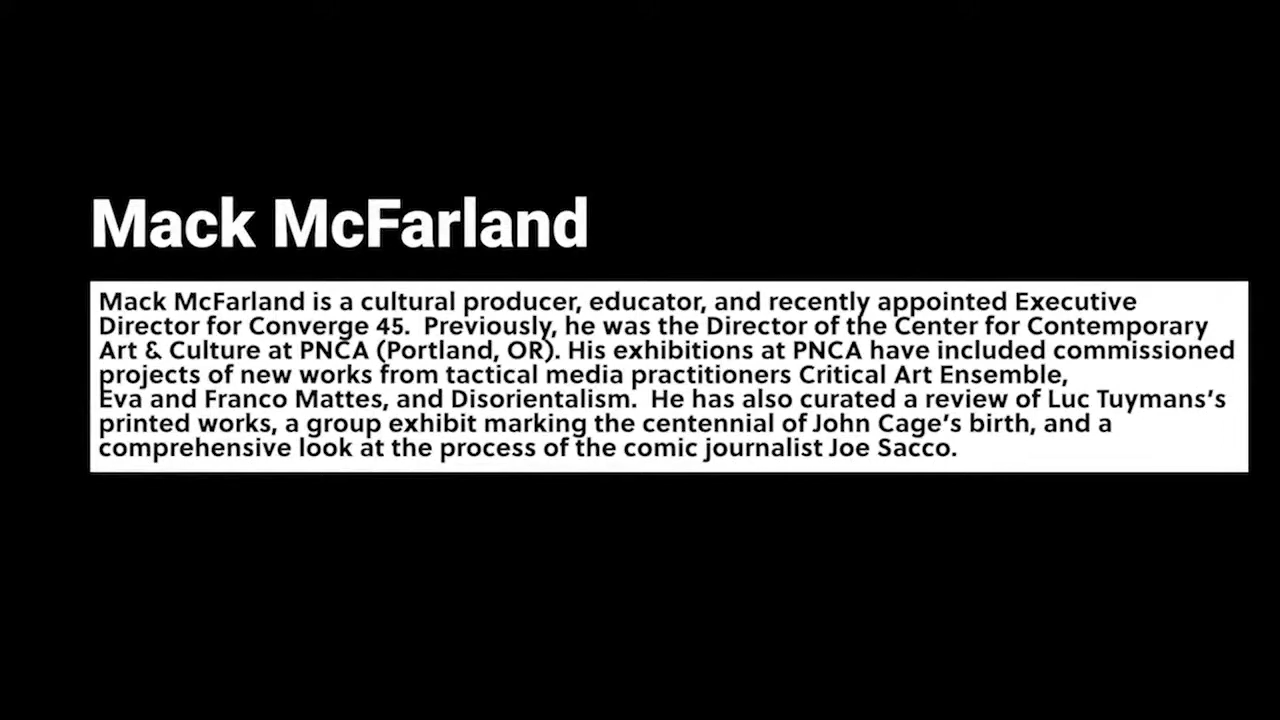 Mack McFarland
Mack McFarland is a cultural producer, educator, and recently appointed Executive
Director for Converge 45.  Previously, he was the Director of the Center for Contemporary
Art & Culture at PNCA (Portland, OR). His exhibitions at PNCA have included commissioned
projects of new works from tactical media practitioners Critical Art Ensemble,
Eva and Franco Mattes, and Disorientalism.  He has also curated a review of Luc Tuymans's
printed works, a group exhibit marking the centennial of John Cage's birth, and a
comprehensive look at the process of the comic journalist Joe Sacco.